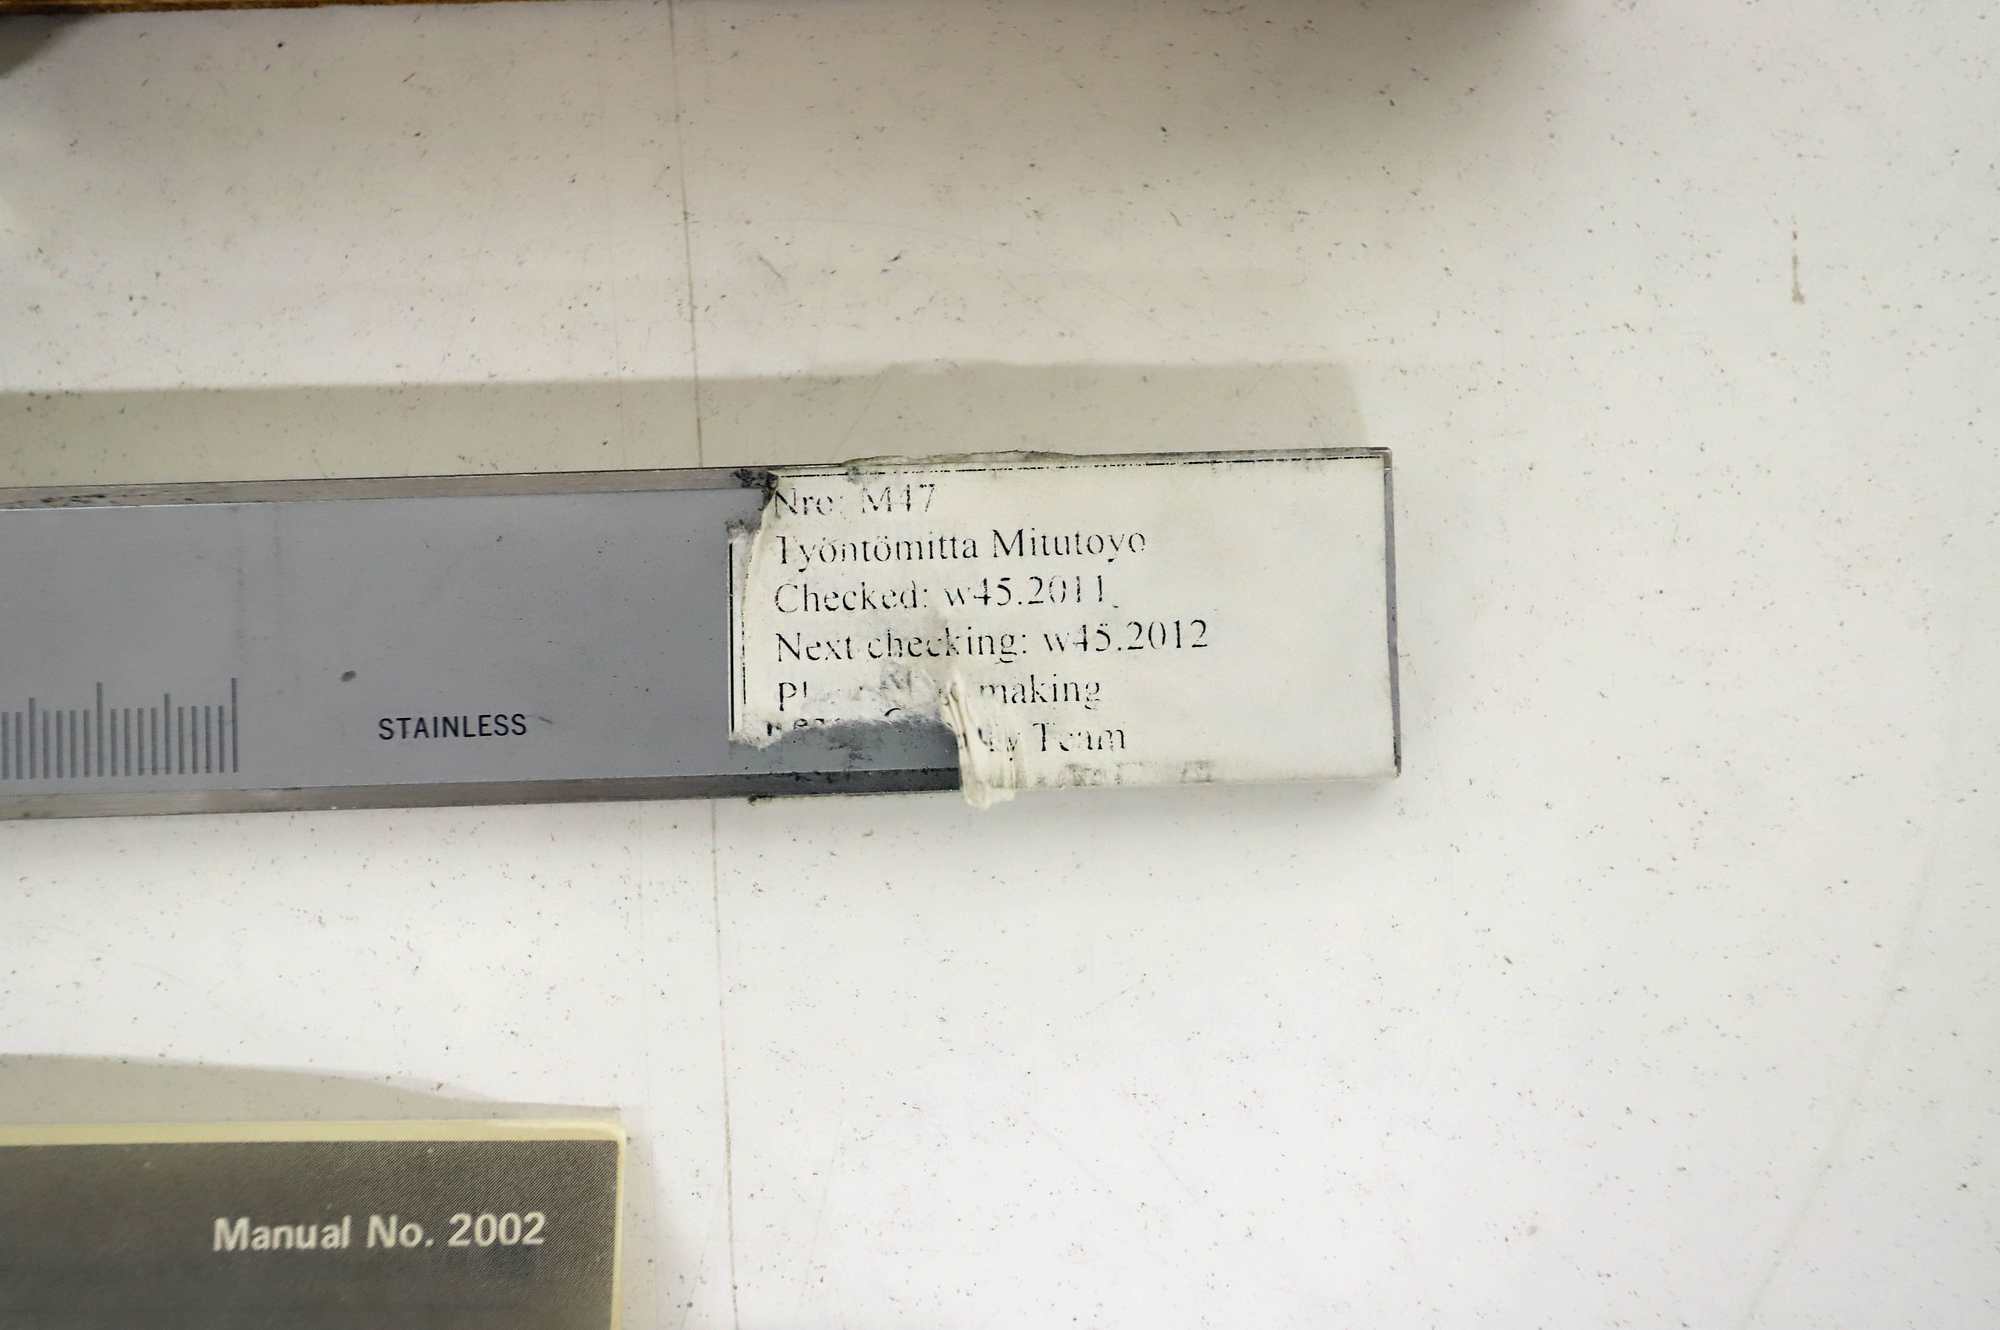 Nro: M47
Työntömitta Mitutoyo
Checked: w45.2011
Next checking: w45.2012
making
Team
STAINLESS
Manual No. 2002